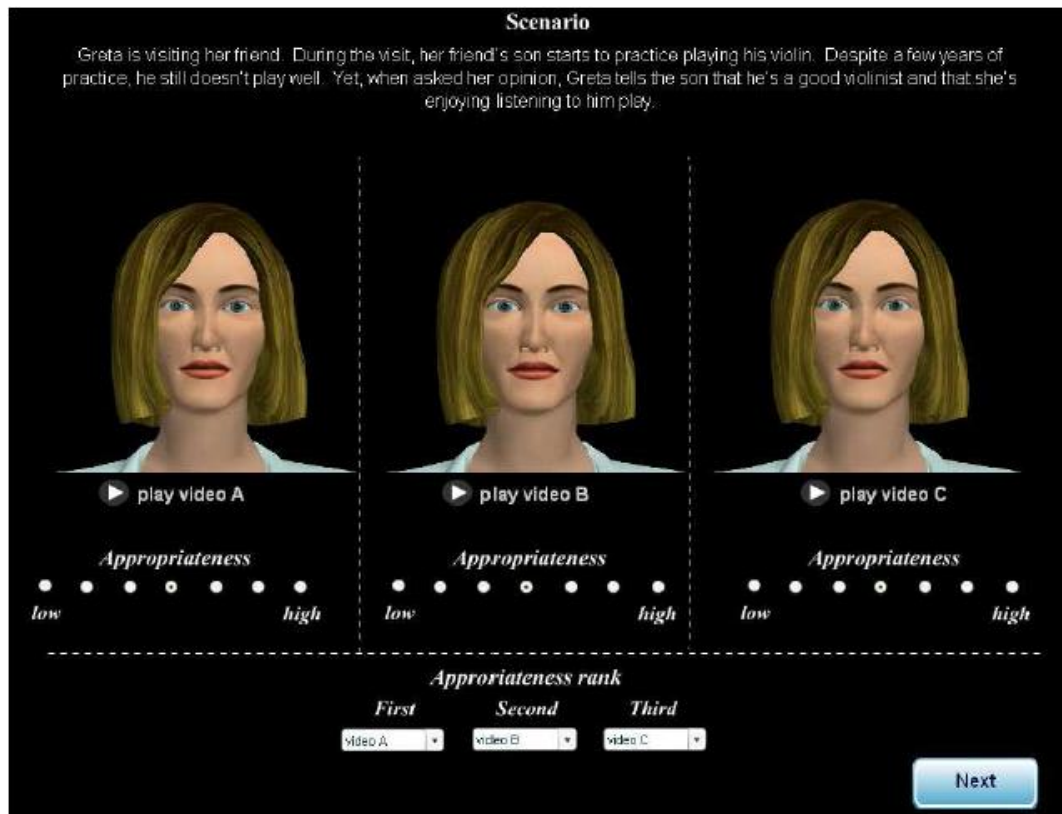 Scenario
Greta is visiting her friend. During the visit, her friend's son starts to practice playing his violin. Despite a few years of
practice, he still doesn't play well. Yet, when asked her opinion, Greta tells the son that he's a good violinist and that she's
enjoying listening to him play.
play video A play video B play video C
Appropriateness Appropriateness Appropriateness
low high low high low high
Approriateness rank
First Second Third
video A video B video C
Next